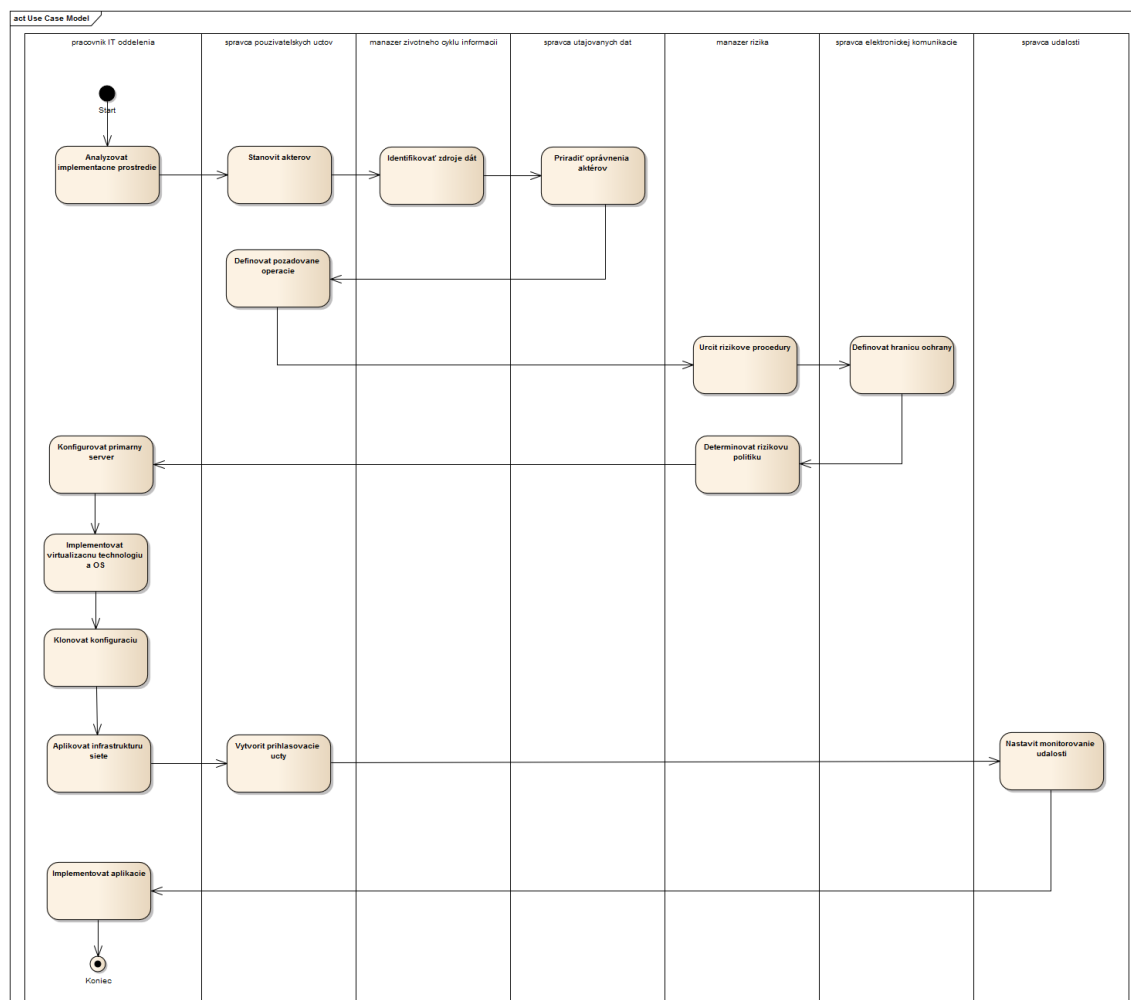 act Use Case Model
pracovnik IT oddelenia
spravca pouzivatelskych uctov
manazer zivotneho cyklu informacii
spravca utajovanych dat
manazer rizika
spravca elektronickej komunikacie
spravca udalosti
Start
Analyzovat
implementacne prostredie
Stanovit akterov
Identifikovať zdroje dát
Priradiť oprávnenia
aktérov
Definovat pozadovane
operacie
Urcit rizikove procedury
Definovat hranicu ochrany
Konfigurovat primarny
server
Determinovat rizikovu
politiku
Implementovat
virtualizacnu technologiu
a OS
Klonovat konfiguraciu
Aplikovat infrastrukturu
siete
Vytvorit prihlasovacie
ucty
Nastavit monitorovanie
udalosti
Implementovat aplikacie
Koniec